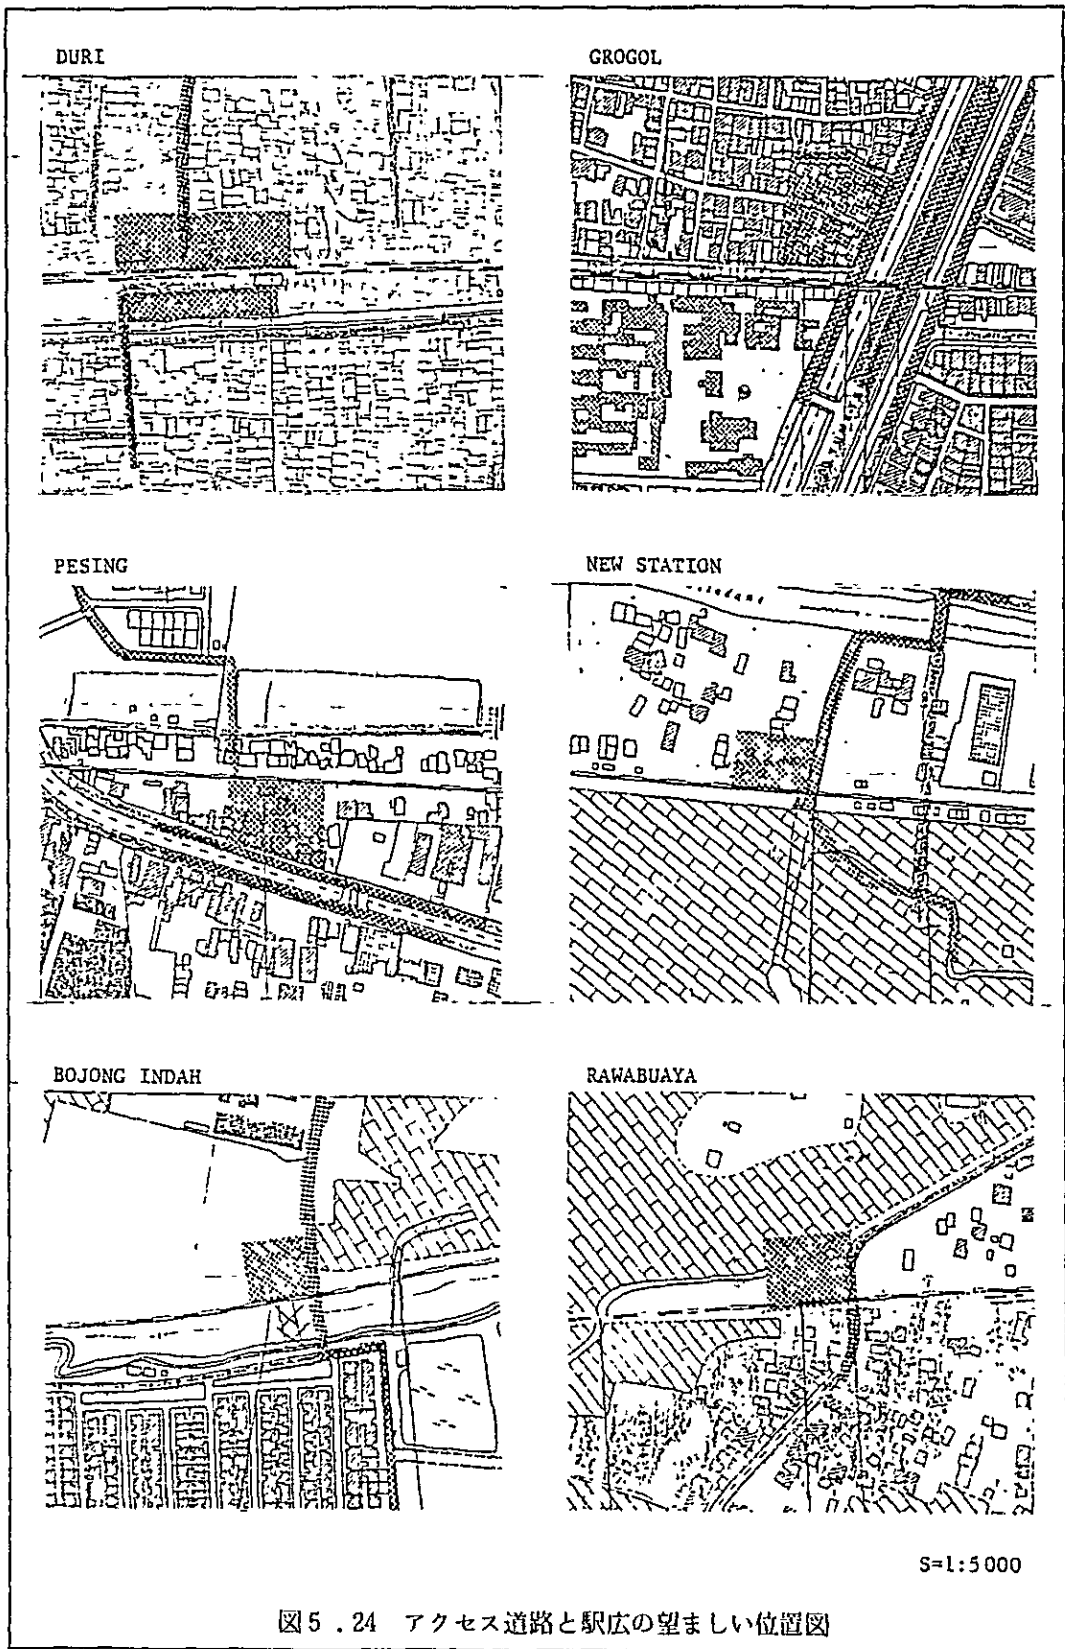 DURI
GROGOL
PESING
NEW STATION
BOJONG INDAH
RAWABUAYA
S=1:5000
図5.24 アクセス道路と駅広の望ましい位置図